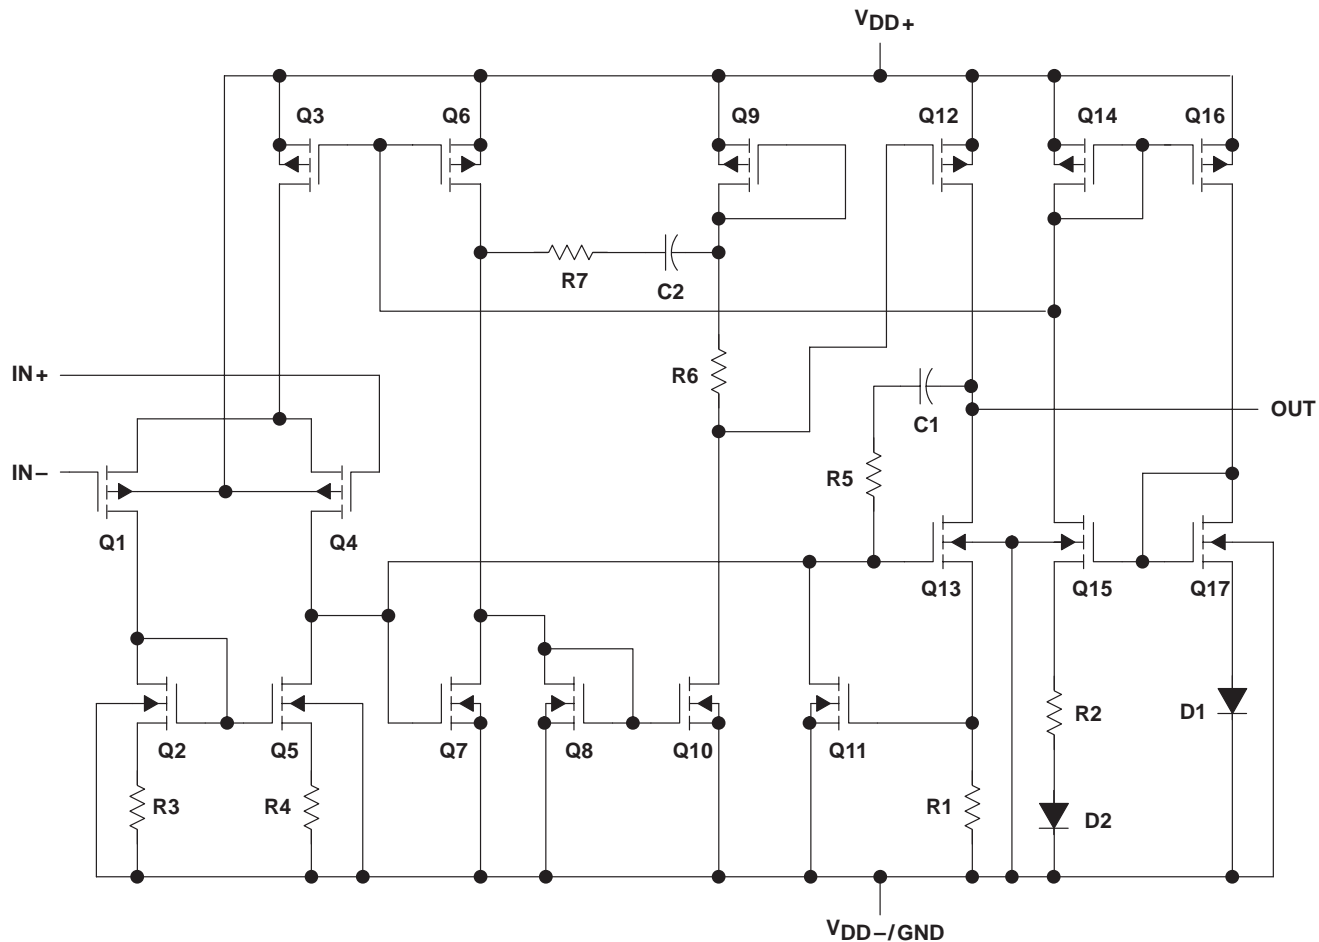 VDD+
Q3
Q6
Q9
Q12
Q14
Q16
R7
C2
R6
IN+
C1
OUT
IN−
R5
Q1
Q4
Q13
Q15
Q17
Q2
Q5
Q7
Q8
Q10
Q11
R2
D1
R3
R4
R1
D2
VDD−/GND